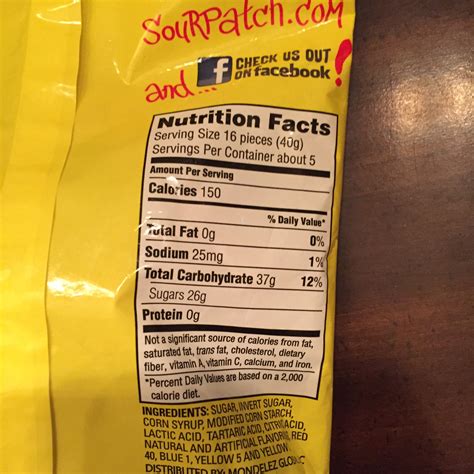 SOURPATCH.COM
and... f CHECK US OUT
ON facebook!
Nutrition Facts
Serving Size 16 pieces (40g)
Servings Per Container about 5
Amount Per Serving
Calories 150
% Daily Value*
Total Fat 0g 0%
Sodium 25mg 1%
Total Carbohydrate 37g 12%
Sugars 26g
Protein 0g
Not a significant source of calories from fat,
saturated fat, trans fat, cholesterol, dietary
fiber, vitamin A, vitamin C, calcium, and iron.
*Percent Daily Values are based on a 2,000
calorie diet.
INGREDIENTS: SUGAR, INVERT SUGAR,
CORN SYRUP, MODIFIED CORN STARCH,
LACTIC ACID, TARTARIC ACID, CITRIC ACID,
NATURAL AND ARTIFICIAL FLAVORS, RED
40, BLUE 1, YELLOW 5 AND YELLOW
DISTRIBUTED BY: MONDELEZ GLOBAL